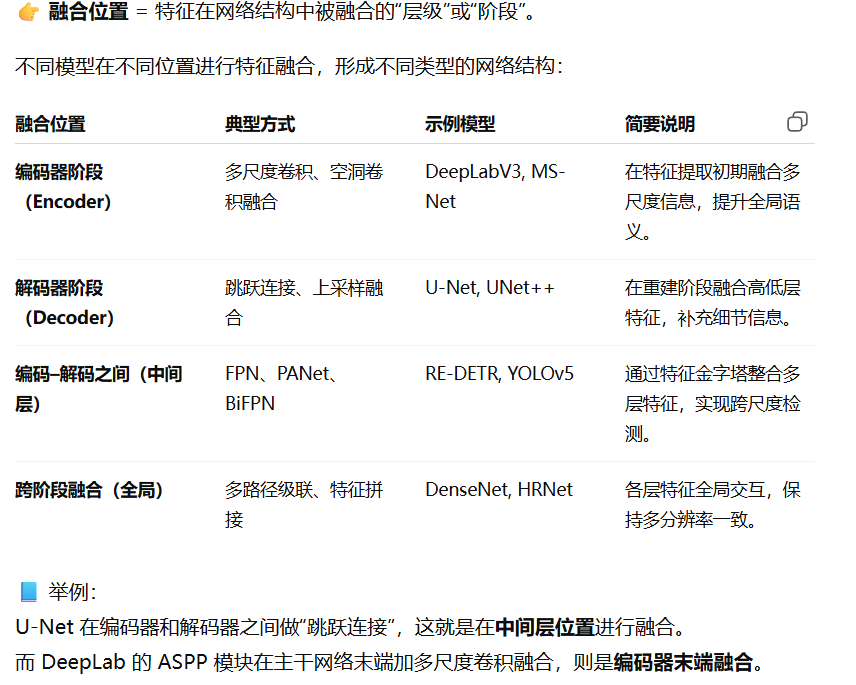 👉 融合位置 = 特征在网络结构中被融合的“层级”或“阶段”。
不同模型在不同位置进行特征融合，形成不同类型的网络结构：
融合位置 典型方式 示例模型 简要说明
编码器阶段 多尺度卷积、空洞卷 DeepLabV3, MS- 在特征提取初期融合多
（Encoder） 积融合 Net 尺度信息，提升全局语
义。
解码器阶段 跳跃连接、上采样融 U-Net, UNet++ 在重建阶段融合高低层
（Decoder） 合 特征，补充细节信息。
编码–解码之间（中间 FPN、PANet、 RE-DETR, YOLOv5 通过特征金字塔整合多
层） BiFPN 层特征，实现跨尺度检
测。
跨阶段融合（全局） 多路径级联、特征拼 DenseNet, HRNet 各层特征全局交互，保
接 持多分辨率一致。
📘 举例：
U-Net 在编码器和解码器之间做“跳跃连接”，这就是在中间层位置进行融合。
而 DeepLab 的 ASPP 模块在主干网络末端加多尺度卷积融合，则是编码器末端融合。